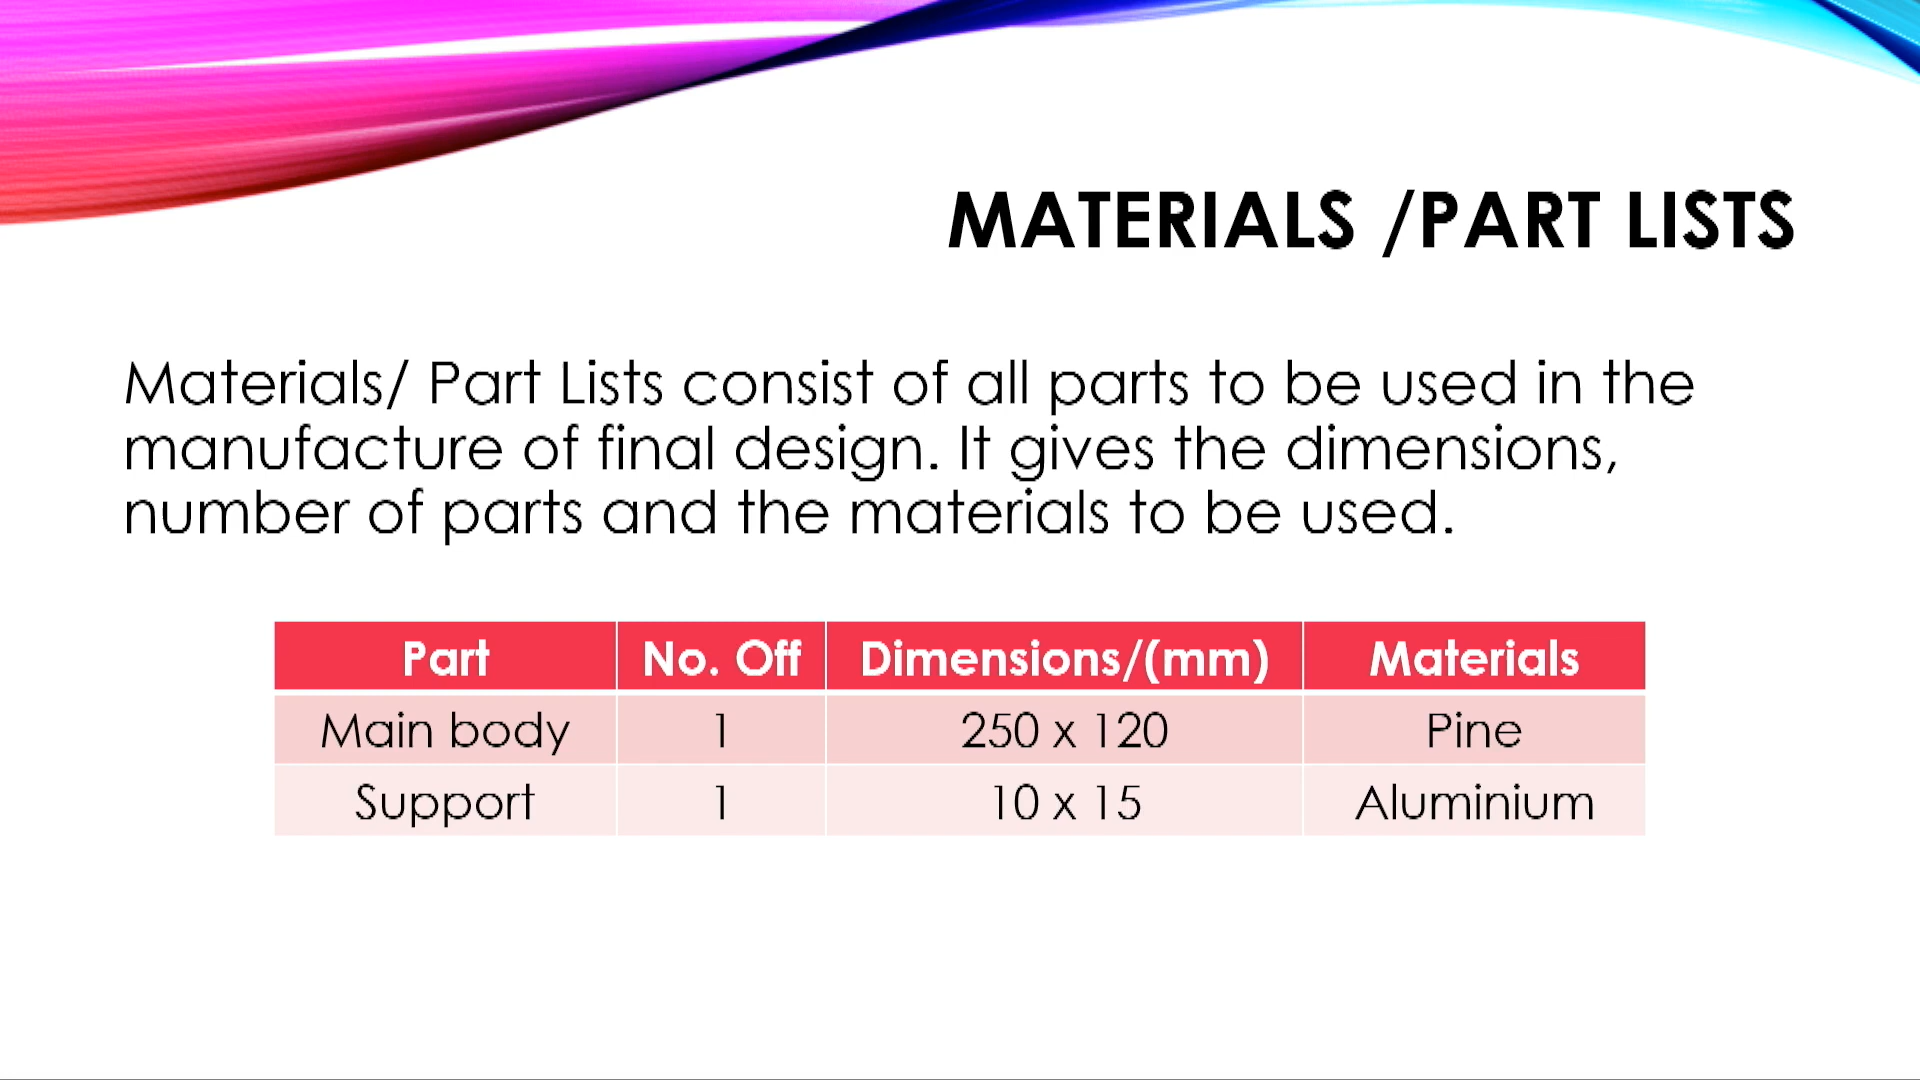 MATERIALS /PART LISTS
Materials/ Part Lists consist of all parts to be used in the
manufacture of final design. It gives the dimensions,
number of parts and the materials to be used.
Part No. Off Dimensions/(mm) Materials
Main body 1 250 x 120 Pine
Support 1 10 x 15 Aluminium